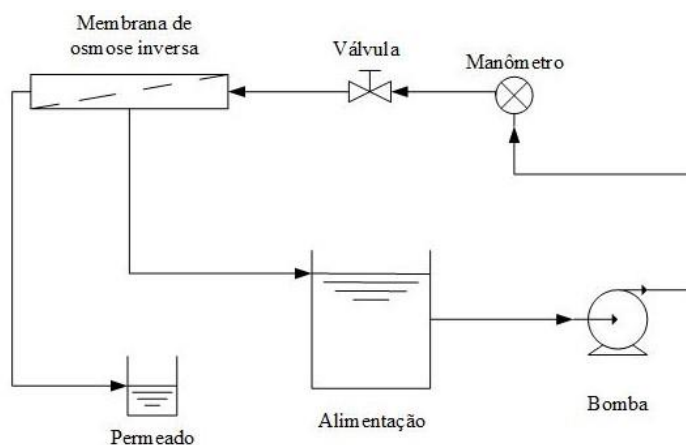 Membrana de
osmose inversa
Válvula
Manômetro
Permeado
Alimentação
Bomba